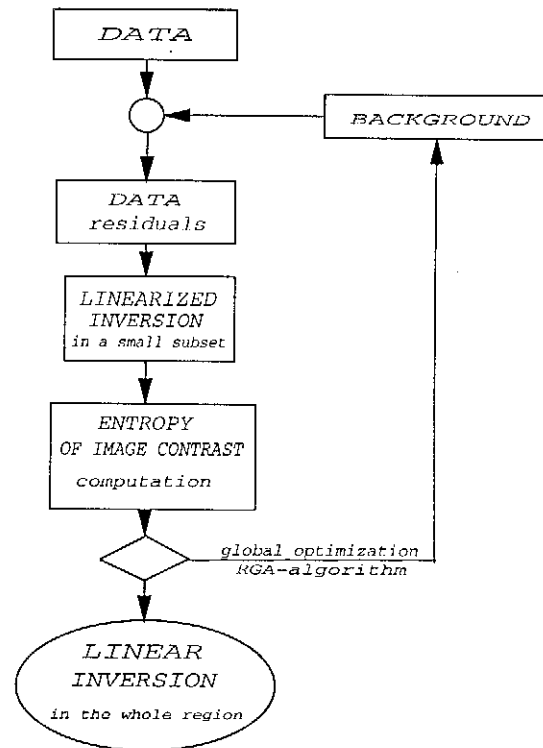 DATA
BACKGROUND
DATA
residuals
LINEARIZED
INVERSION
in a small subset
ENTROPY
OF IMAGE CONTRAST
computation
global optimization
RGA-algorithm
LINEAR
INVERSION
in the whole region